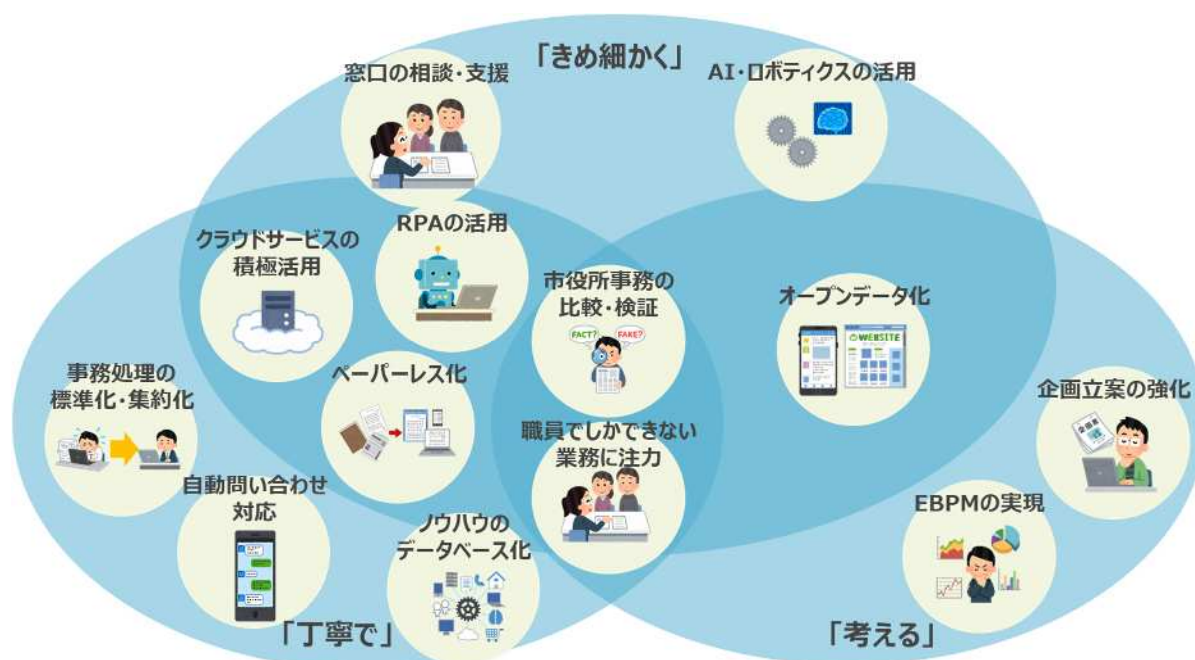 「きめ細かく」
窓口の相談・支援
AI・ロボティクスの活用
RPAの活用
クラウドサービスの
積極活用
市役所事務の
比較・検証
FACT?
FAKE?
オープンデータ化
WEBSITE
事務処理の
標準化・集約化
ペーパーレス化
企画立案の強化
企画書
職員でしかできない
業務に注力
自動問い合わせ
対応
ノウハウの
データベース化
EBPMの実現
「丁寧で」
「考える」